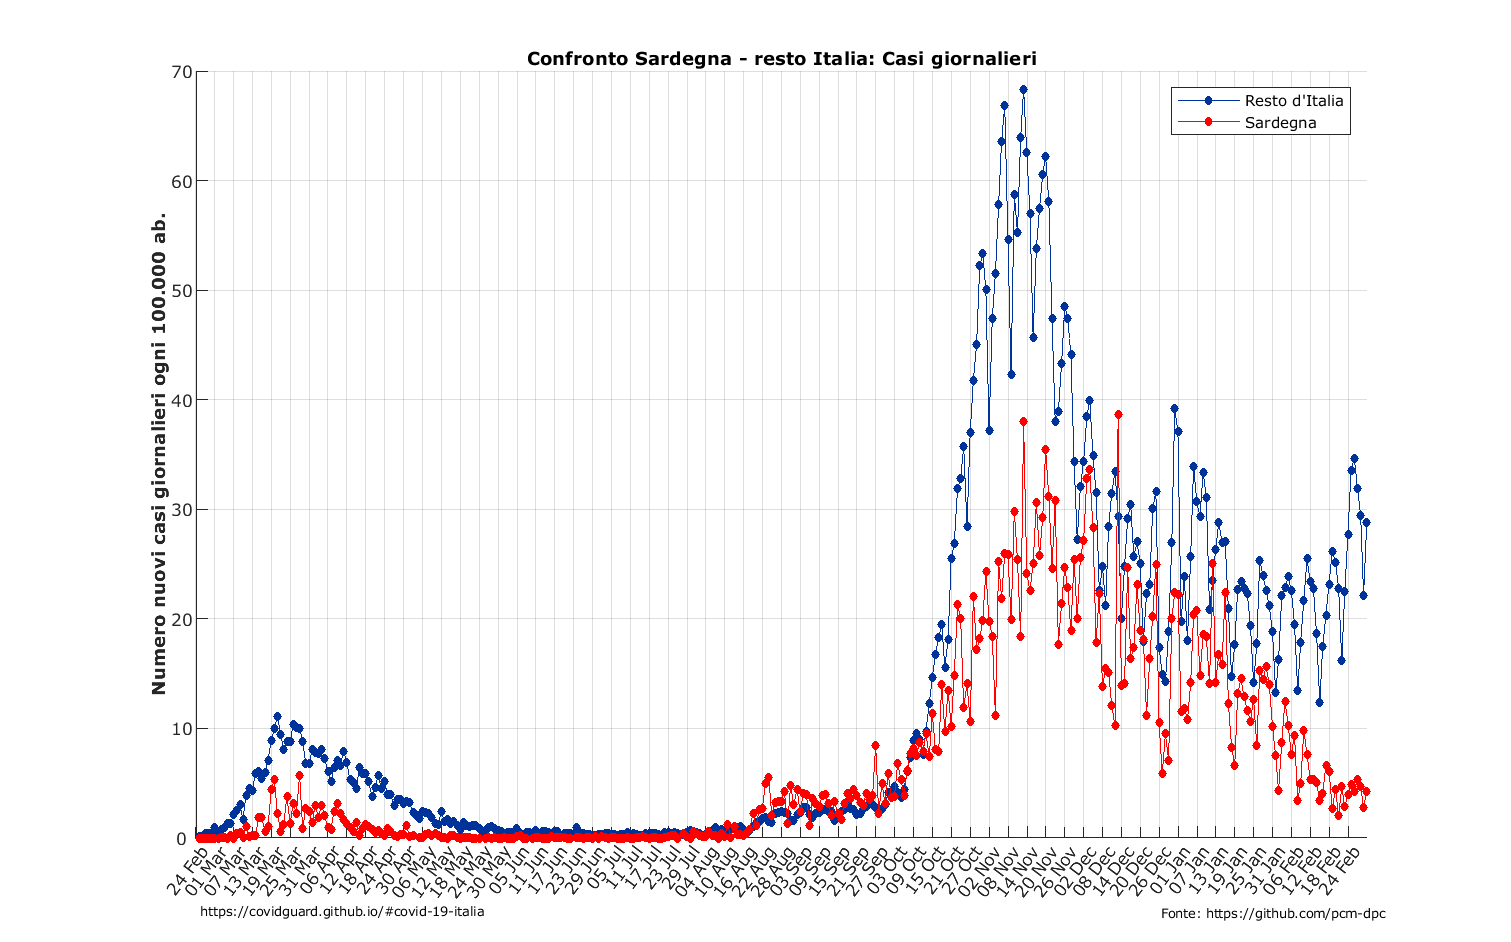 Confronto Sardegna - resto Italia: Casi giornalieri
Resto d'Italia
Sardegna
Numero nuovi casi giornalieri ogni 100.000 ab.
70
60
50
40
30
20
10
0
24 Feb
01 Mar
07 Mar
13 Mar
19 Mar
25 Mar
31 Mar
06 Apr
12 Apr
18 Apr
24 Apr
30 Apr
06 May
12 May
18 May
24 May
30 May
05 Jun
11 Jun
17 Jun
23 Jun
29 Jun
05 Jul
11 Jul
17 Jul
23 Jul
29 Jul
04 Aug
10 Aug
16 Aug
22 Aug
28 Aug
03 Sep
09 Sep
15 Sep
21 Sep
27 Sep
03 Oct
09 Oct
15 Oct
21 Oct
27 Oct
02 Nov
08 Nov
14 Nov
20 Nov
26 Nov
02 Dec
08 Dec
14 Dec
20 Dec
26 Dec
01 Jan
07 Jan
13 Jan
19 Jan
25 Jan
31 Jan
06 Feb
12 Feb
18 Feb
24 Feb
https://covidguard.github.io/#covid-19-italia
Fonte: https://github.com/pcm-dpc